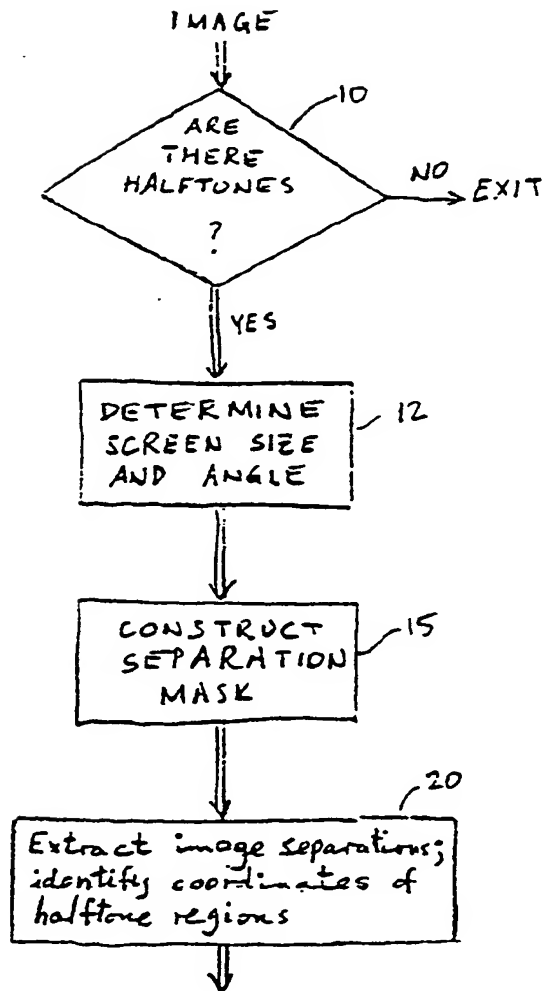 IMAGE
10
ARE
THERE
HALFTONES
?
NO
EXIT
YES
DETERMINE
SCREEN SIZE
AND ANGLE
12
CONSTRUCT
SEPARATION
MASK
15
20
Extract image separations;
identify coordinates of
halftone regions